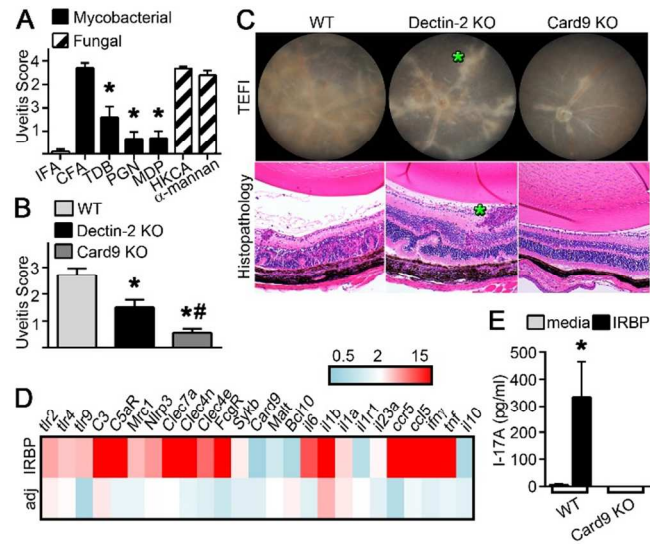 A
Mycobacterial
Fungal
Uveitis Score
4
3
2
1
IFA
CFA
TDB
PGN
MDP
HKCA
α-mannan
* * *
B
WT
Dectin-2 KO
Card9 KO
Uveitis Score
3
2
1
*
*#
C
WT
Dectin-2 KO
Card9 KO
TEFI
*
Histopathology
*
D
0.5 2 15
tlr2
tlr4
tlr9
C3
C5aR
Mrc1
Nlrp3
Clec7a
Clec4n
Clec4e
FcgR
Sykb
Card9
Malt
Bcl10
il6
il1b
il1a
il1r1
il23a
ccr5
ccl5
ifnγ
tnf
il10
IRBP
adj
E
media IRBP
I-17A (pg/ml)
500
400
300
200
100
0
*
WT
Card9 KO